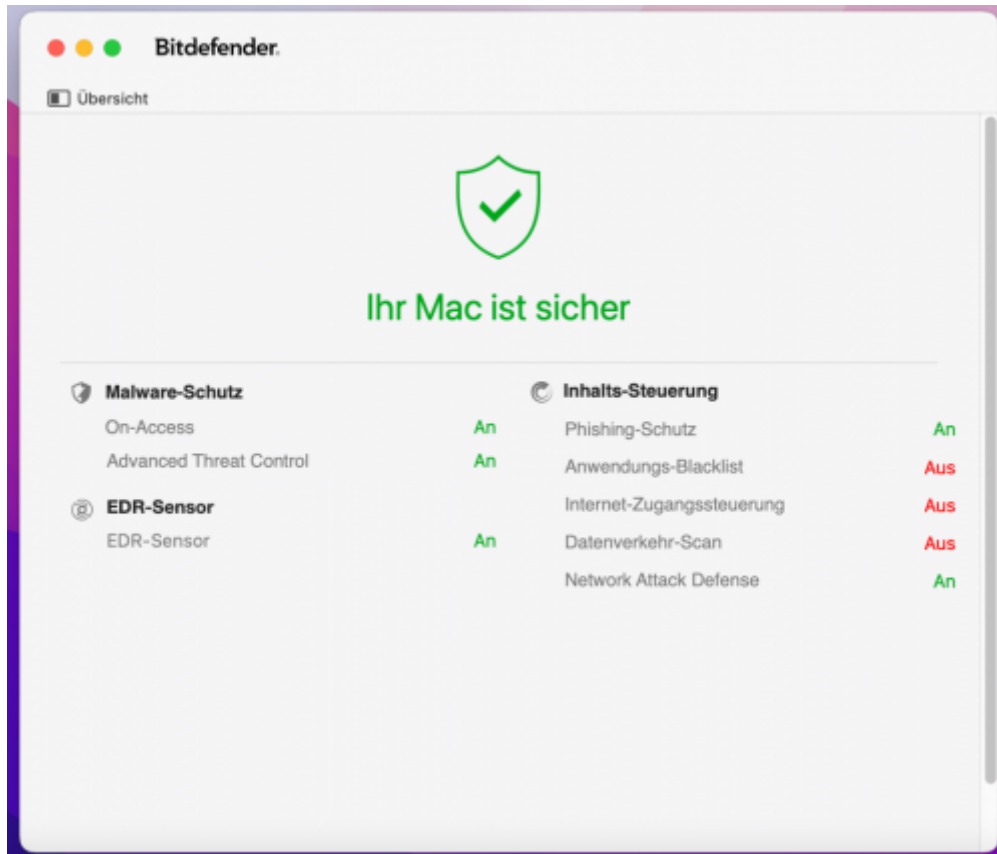 Bitdefender.
Übersicht
Ihr Mac ist sicher
Malware-Schutz
On-Access An
Advanced Threat Control An
EDR-Sensor
EDR-Sensor An
Inhalts-Steuerung
Phishing-Schutz An
Anwendungs-Blacklist Aus
Internet-Zugangssteuerung Aus
Datenverkehr-Scan Aus
Network Attack Defense An